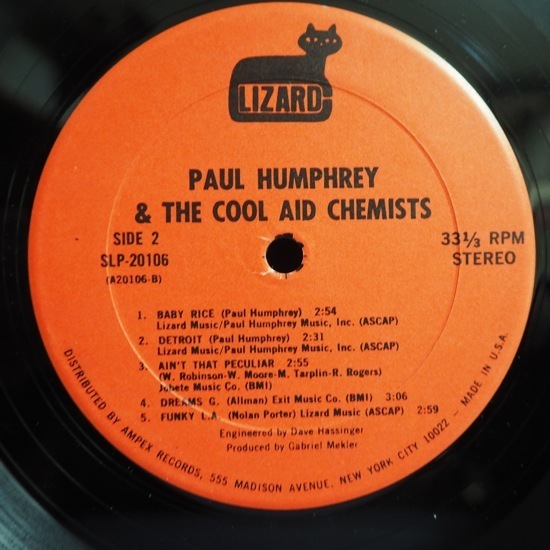 LIZARD
PAUL HUMPHREY
& THE COOL AID CHEMISTS
SIDE 2
SLP-20106
(A20106-B)
33⅓ RPM
STEREO
1. BABY RICE (Paul Humphrey) 2:54
Lizard Music/Paul Humphrey Music, Inc. (ASCAP)
2. DETROIT (Paul Humphrey) 2:31
Lizard Music/Paul Humphrey Music, Inc. (ASCAP)
3. AIN'T THAT PECULIAR 2:55
(W. Robinson-W. Moore-M. Tarplin-R. Rogers)
Jobete Music Co. (BMI)
4. DREAMS G. (Allman) Exit Music Co. (BMI) 3:06
5. FUNKY L.A. (Nolan Porter) Lizard Music (ASCAP) 2:59
Engineered by Dave Hassinger
Produced by Gabriel Mekler
DISTRIBUTED BY AMPEX RECORDS, 555 MADISON AVENUE, NEW YORK CITY 10022 — MADE IN U.S.A.